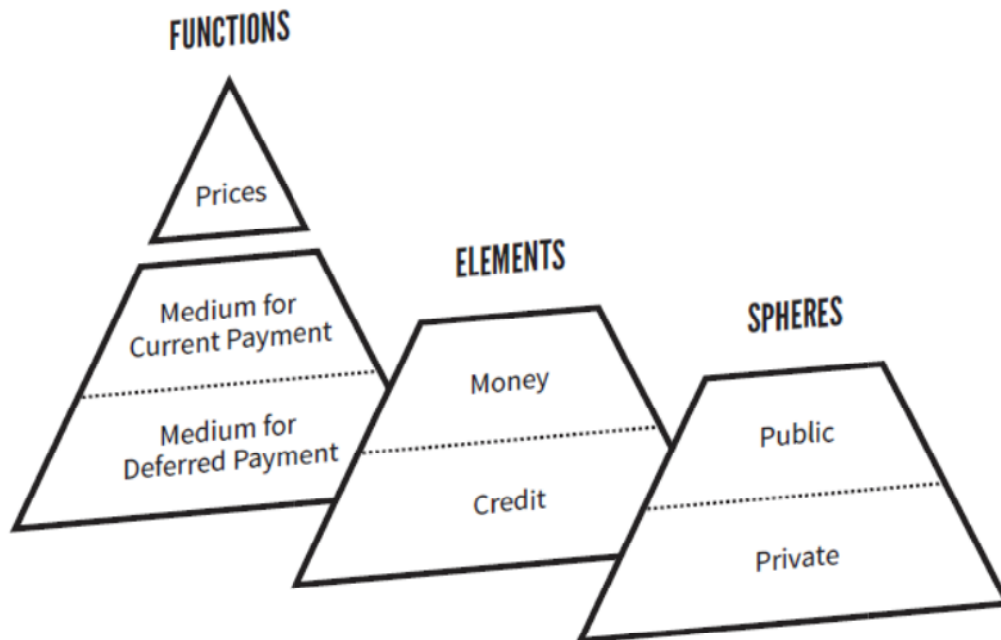 FUNCTIONS
Prices
Medium for
Current Payment
Medium for
Deferred Payment
ELEMENTS
Money
Credit
SPHERES
Public
Private